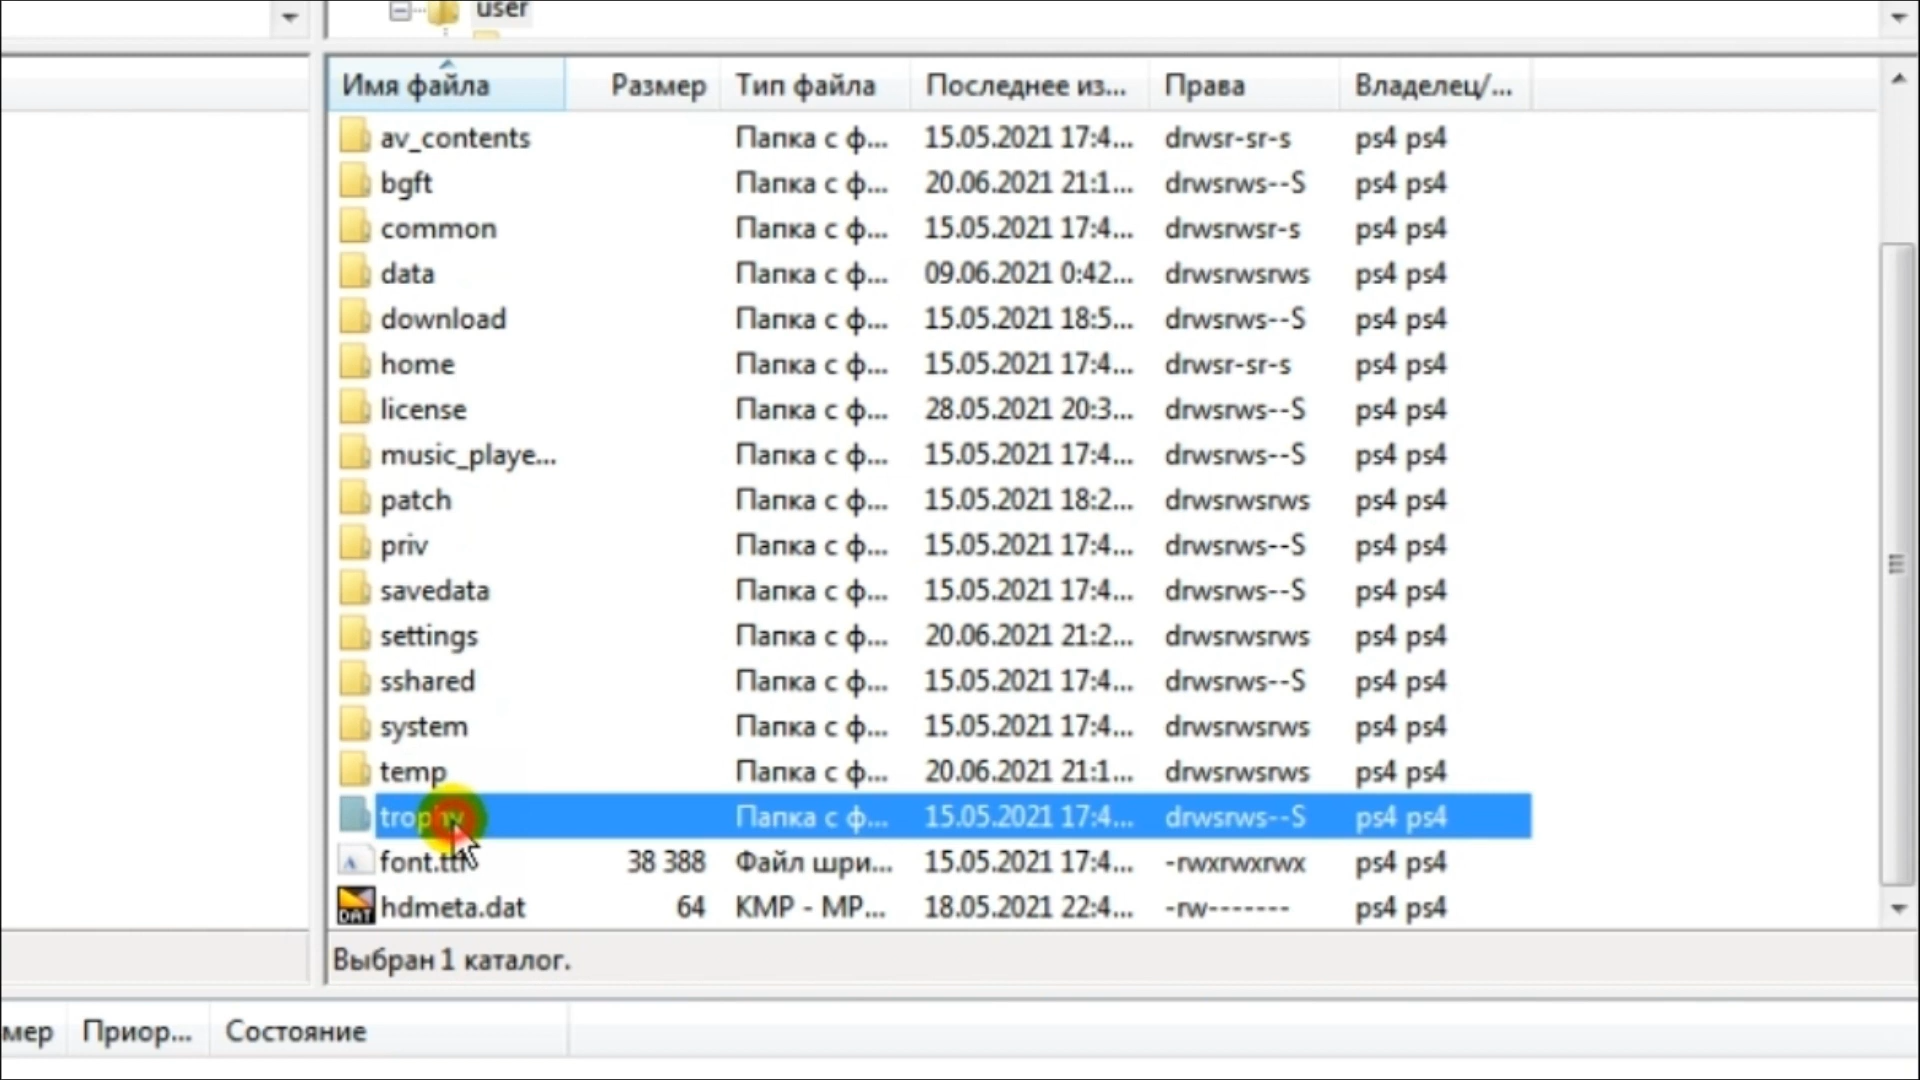 user
Имя файла Размер Тип файла Последнее из... Права Владелец/...
av_contents Папка с ф... 15.05.2021 17:4... drwsr-sr-s ps4 ps4
bgft Папка с ф... 20.06.2021 21:1... drwsrws--S ps4 ps4
common Папка с ф... 15.05.2021 17:4... drwsrwsr-s ps4 ps4
data Папка с ф... 09.06.2021 0:42... drwsrwsrws ps4 ps4
download Папка с ф... 15.05.2021 18:5... drwsrws--S ps4 ps4
home Папка с ф... 15.05.2021 17:4... drwsr-sr-s ps4 ps4
license Папка с ф... 28.05.2021 20:3... drwsrws--S ps4 ps4
music_playe... Папка с ф... 15.05.2021 17:4... drwsrws--S ps4 ps4
patch Папка с ф... 15.05.2021 18:2... drwsrwsrws ps4 ps4
priv Папка с ф... 15.05.2021 17:4... drwsrws--S ps4 ps4
savedata Папка с ф... 15.05.2021 17:4... drwsrws--S ps4 ps4
settings Папка с ф... 20.06.2021 21:2... drwsrwsrws ps4 ps4
sshared Папка с ф... 15.05.2021 17:4... drwsrws--S ps4 ps4
system Папка с ф... 15.05.2021 17:4... drwsrwsrws ps4 ps4
temp Папка с ф... 20.06.2021 21:1... drwsrwsrws ps4 ps4
trophy Папка с ф... 15.05.2021 17:4... drwsrws--S ps4 ps4
font.ttf 38 388 Файл шри... 15.05.2021 17:4... -rwxrwxrwx ps4 ps4
hdmeta.dat 64 KMP - MP... 18.05.2021 22:4... -rw------- ps4 ps4
Выбран 1 каталог.
мер Приор... Состояние